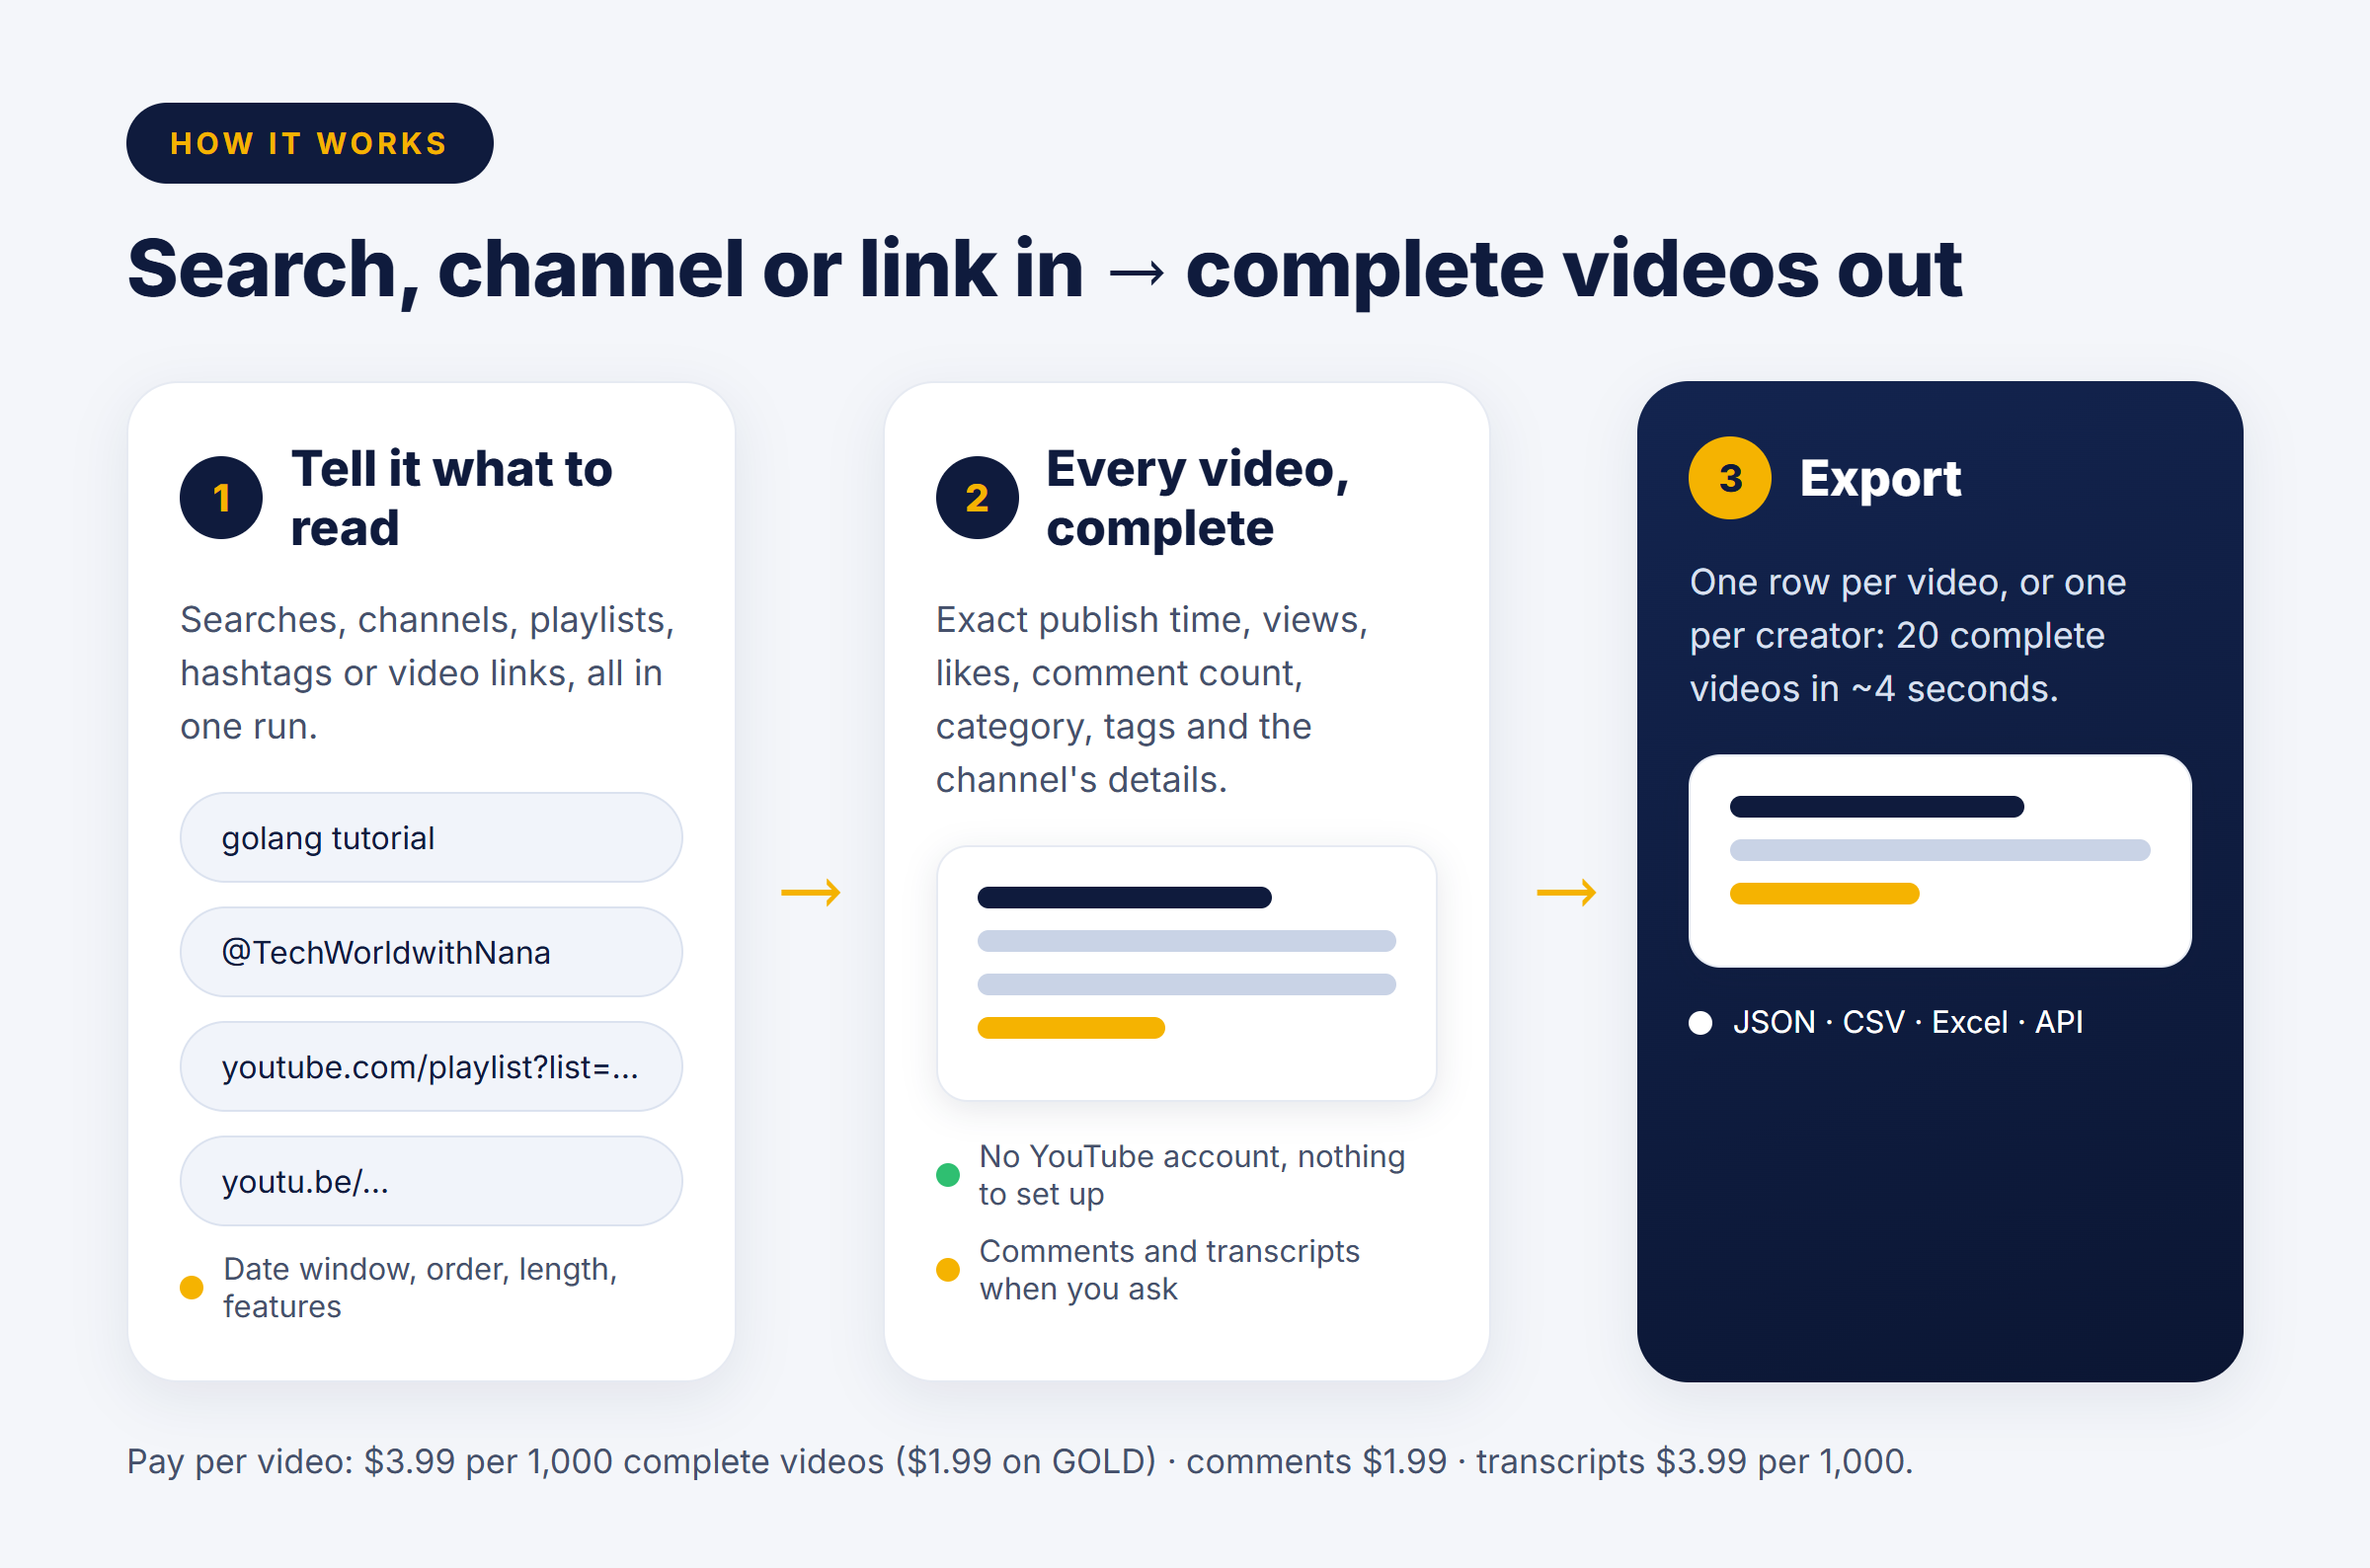 HOW IT WORKS
Search, channel or link in → complete videos out
1
Tell it what to
read
Searches, channels, playlists,
hashtags or video links, all in
one run.
golang tutorial
@TechWorldwithNana
youtube.com/playlist?list=...
youtu.be/...
Date window, order, length,
features
→
2
Every video,
complete
Exact publish time, views,
likes, comment count,
category, tags and the
channel's details.
No YouTube account, nothing
to set up
Comments and transcripts
when you ask
→
3
Export
One row per video, or one
per creator: 20 complete
videos in ~4 seconds.
JSON · CSV · Excel · API
Pay per video: $3.99 per 1,000 complete videos ($1.99 on GOLD) · comments $1.99 · transcripts $3.99 per 1,000.